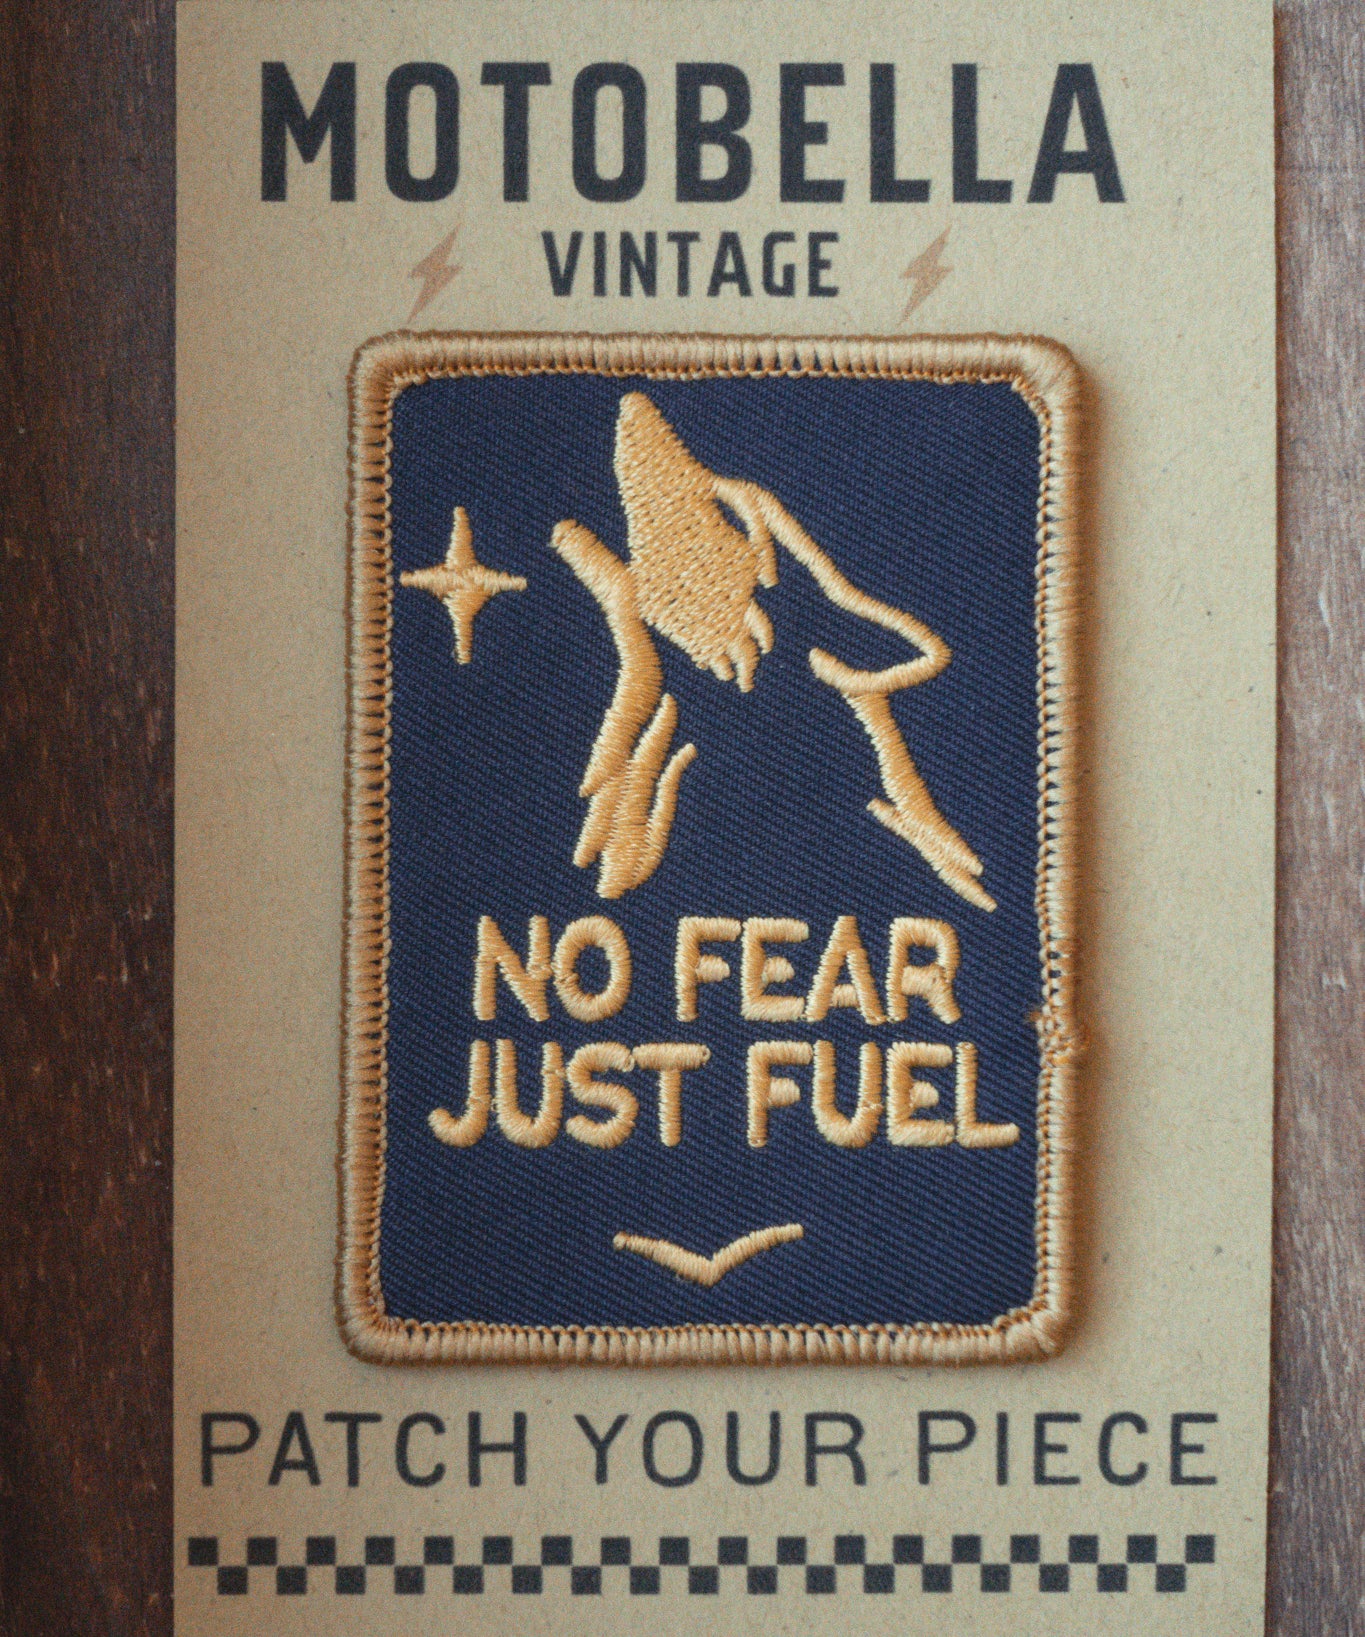 MOTOBELLA
VINTAGE
NO FEAR
JUST FUEL
PATCH YOUR PIECE